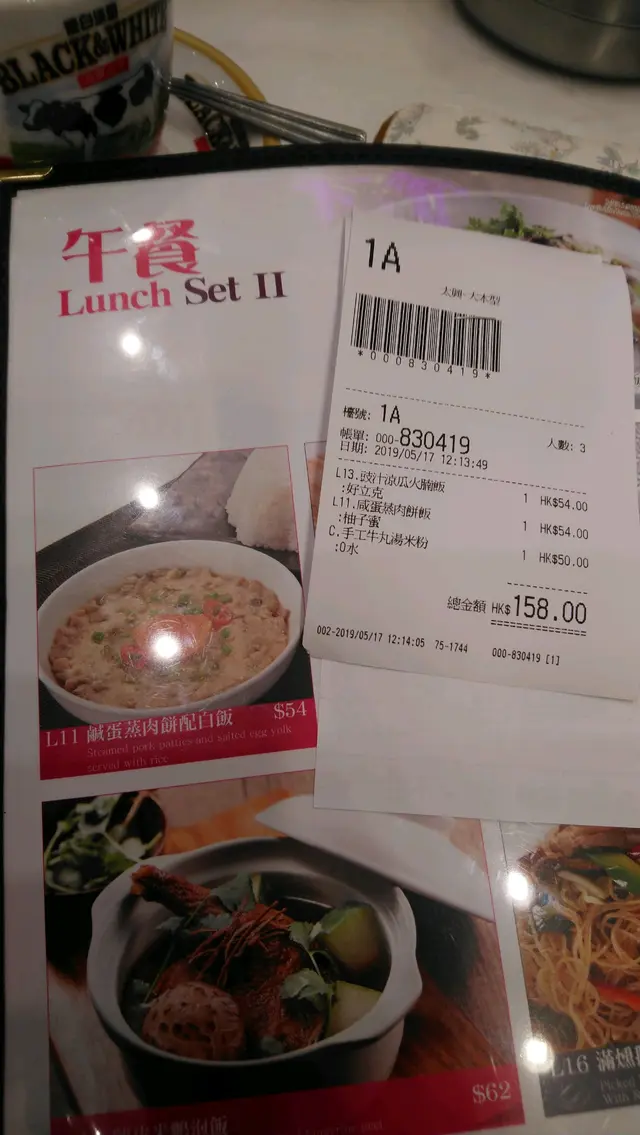 BLACK&WHITE
午餐
Lunch Set II
1A
太興-大本型
*000830419*
檯號: 1A
人數: 3
帳單: 000-830419
日期: 2019/05/17 12:13:49
L13.豉汁涼瓜火腩飯 1 HK$54.00
:好立克
L11.咸蛋蒸肉餅飯 1 HK$54.00
:柚子蜜
C.手工牛丸湯米粉 1 HK$50.00
:0水
總金額 HK$158.00
002-2019/05/17 12:14:05 75-1744 000-830419 [1]
L11 鹹蛋蒸肉餅配白飯 $54
Steamed pork patties and salted egg yolk
served with rice
$62
L16